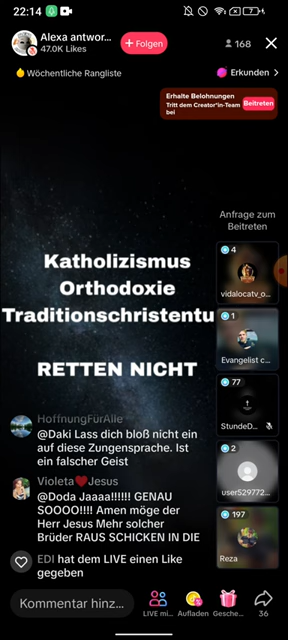 22:14
Alexa antwor...
47.0K Likes
+ Folgen
168
Wöchentliche Rangliste
Erkunden >
Erhalte Belohnungen
Tritt dem Creator*in-Team
bei
Beitreten
Anfrage zum
Beitreten
Katholizismus
Orthodoxie
Traditionschristentu
RETTEN NICHT
4
vidalocatv_o...
1
Evangelist c...
77
StundeD...
2
user529772...
197
Reza
HoffnungFürAlle
@Daki Lass dich bloß nicht ein
auf diese Zungensprache. Ist
ein falscher Geist
Violeta❤️Jesus
@Doda Jaaaa!!!!!! GENAU
SOOOO!!!! Amen möge der
Herr Jesus Mehr solcher
Brüder RAUS SCHICKEN IN DIE
EDI hat dem LIVE einen Like
gegeben
Kommentar hinz...
LIVE mi...
Aufladen
Gesche...
36